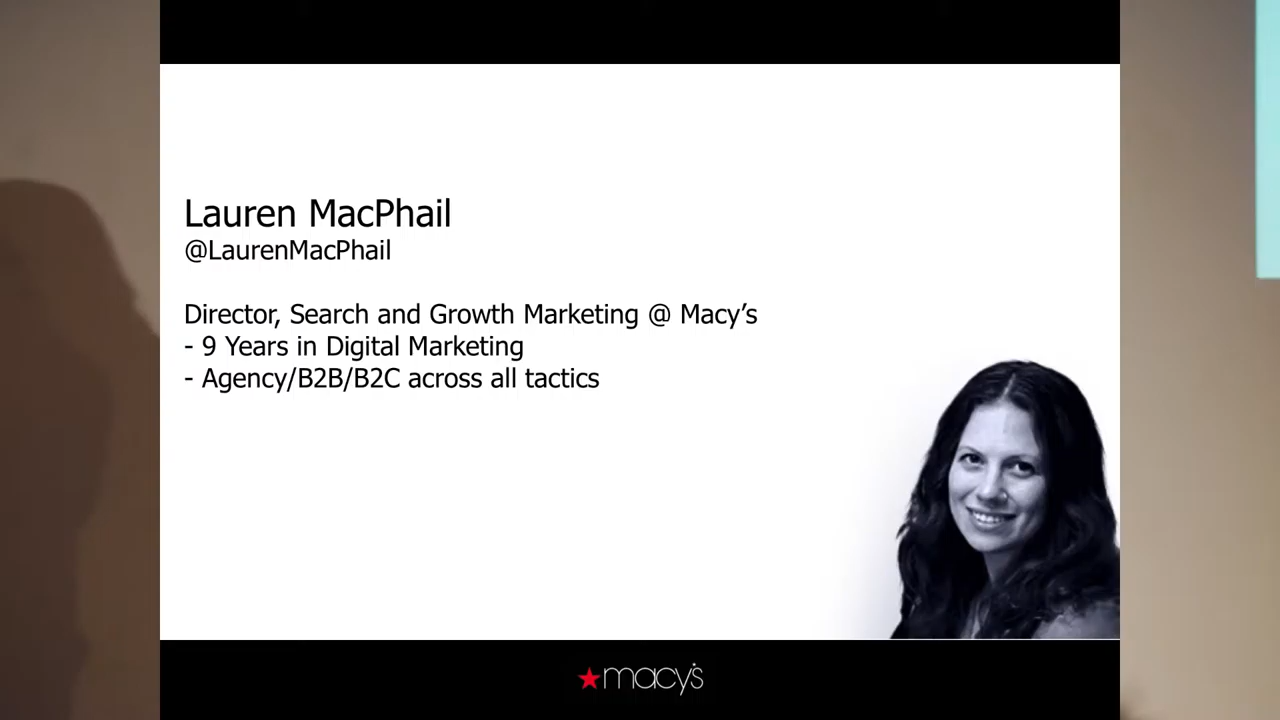 Lauren MacPhail
@LaurenMacPhail
Director, Search and Growth Marketing @ Macy’s
- 9 Years in Digital Marketing
- Agency/B2B/B2C across all tactics
★macy's